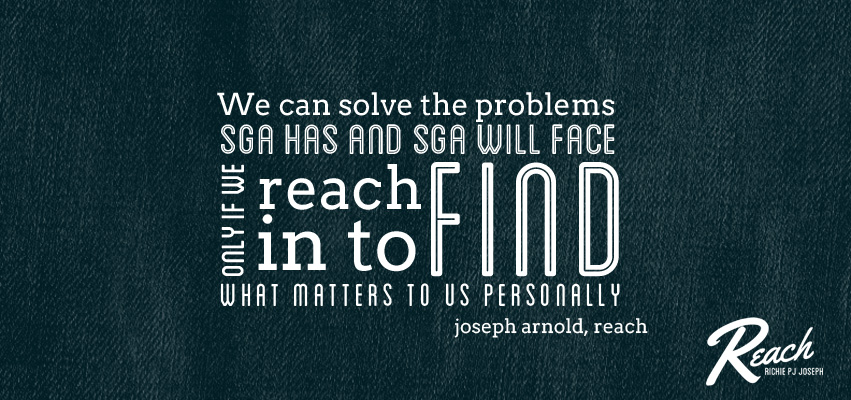 We can solve the problems
SGA HAS AND SGA WILL FACE
ONLY IF WE
reach
in to
FIND
WHAT MATTERS TO US PERSONALLY
joseph arnold, reach
Reach
RICHIE PJ JOSEPH